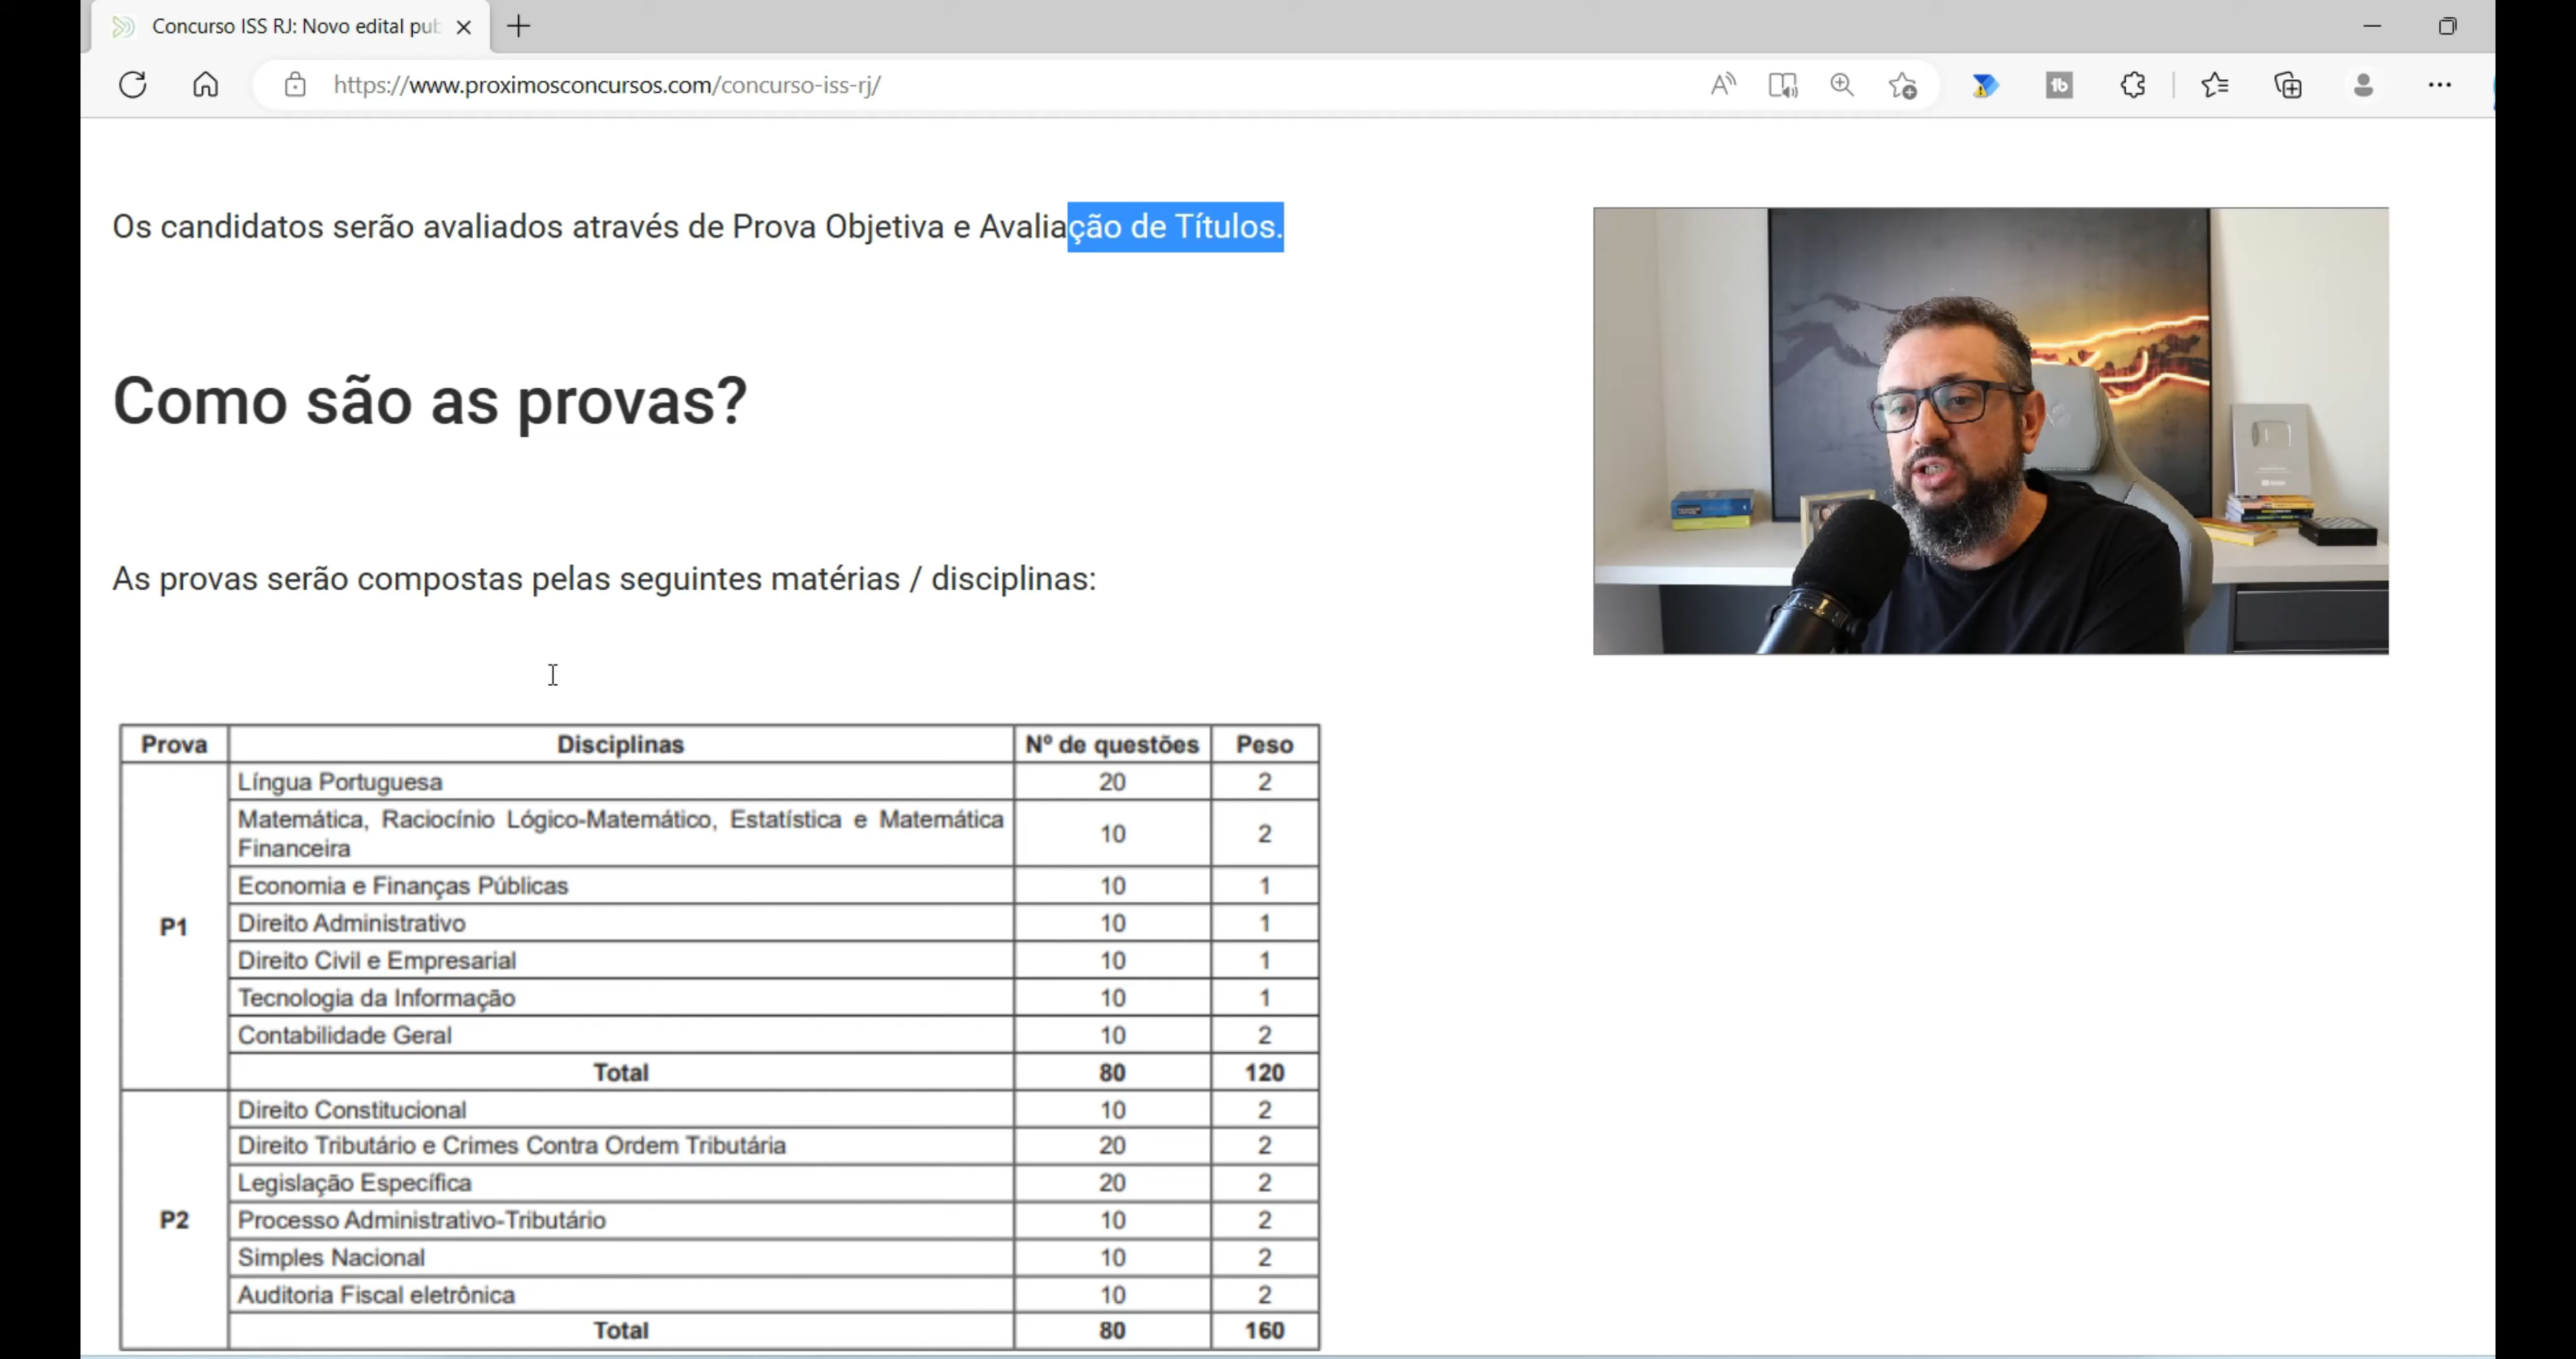 Concurso ISS RJ: Novo edital pub
https://www.proximosconcursos.com/concurso-iss-rj/
Os candidatos serão avaliados através de Prova Objetiva e Avaliação de Títulos.
Como são as provas?
As provas serão compostas pelas seguintes matérias / disciplinas:
Prova Disciplinas Nº de questões Peso
P1
Língua Portuguesa 20 2
Matemática, Raciocínio Lógico-Matemático, Estatística e Matemática
Financeira 10 2
Economia e Finanças Públicas 10 1
Direito Administrativo 10 1
Direito Civil e Empresarial 10 1
Tecnologia da Informação 10 1
Contabilidade Geral 10 2
Total 80 120
P2
Direito Constitucional 10 2
Direito Tributário e Crimes Contra Ordem Tributária 20 2
Legislação Específica 20 2
Processo Administrativo-Tributário 10 2
Simples Nacional 10 2
Auditoria Fiscal eletrônica 10 2
Total 80 160